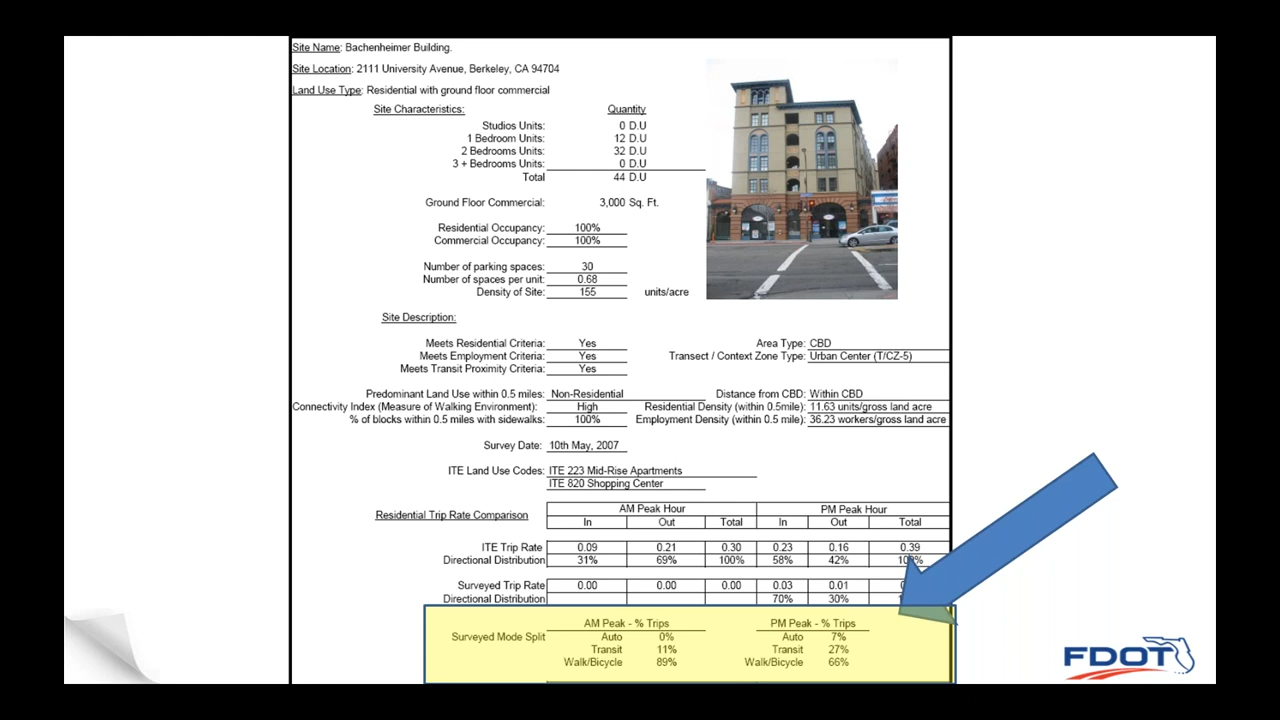 Site Name: Bachenheimer Building.
Site Location: 2111 University Avenue, Berkeley, CA 94704
Land Use Type: Residential with ground floor commercial
Site Characteristics: Quantity
Studios Units: 0 D.U
1 Bedroom Units: 12 D.U
2 Bedrooms Units: 32 D.U
3 + Bedrooms Units: 0 D.U
Total 44 D.U
Ground Floor Commercial: 3,000 Sq. Ft.
Residential Occupancy: 100%
Commercial Occupancy: 100%
Number of parking spaces: 30
Number of spaces per unit: 0.68
Density of Site: 155 units/acre
Site Description:
Meets Residential Criteria: Yes Area Type: CBD
Meets Employment Criteria: Yes Transect / Context Zone Type: Urban Center (T/CZ-5)
Meets Transit Proximity Criteria: Yes
Predominant Land Use within 0.5 miles: Non-Residential Distance from CBD: Within CBD
Connectivity Index (Measure of Walking Environment): High Residential Density (within 0.5mile): 11.63 units/gross land acre
% of blocks within 0.5 miles with sidewalks: 100% Employment Density (within 0.5 mile): 36.23 workers/gross land acre
Survey Date: 10th May, 2007
ITE Land Use Codes: ITE 223 Mid-Rise Apartments
ITE 820 Shopping Center
Residential Trip Rate Comparison AM Peak Hour PM Peak Hour
In Out Total In Out Total
ITE Trip Rate 0.09 0.21 0.30 0.23 0.16 0.39
Directional Distribution 31% 69% 100% 58% 42% 100%
Surveyed Trip Rate 0.00 0.00 0.00 0.03 0.01
Directional Distribution 70% 30%
AM Peak - % Trips PM Peak - % Trips
Surveyed Mode Split Auto 0% Auto 7%
Transit 11% Transit 27%
Walk/Bicycle 89% Walk/Bicycle 66%
FDOT